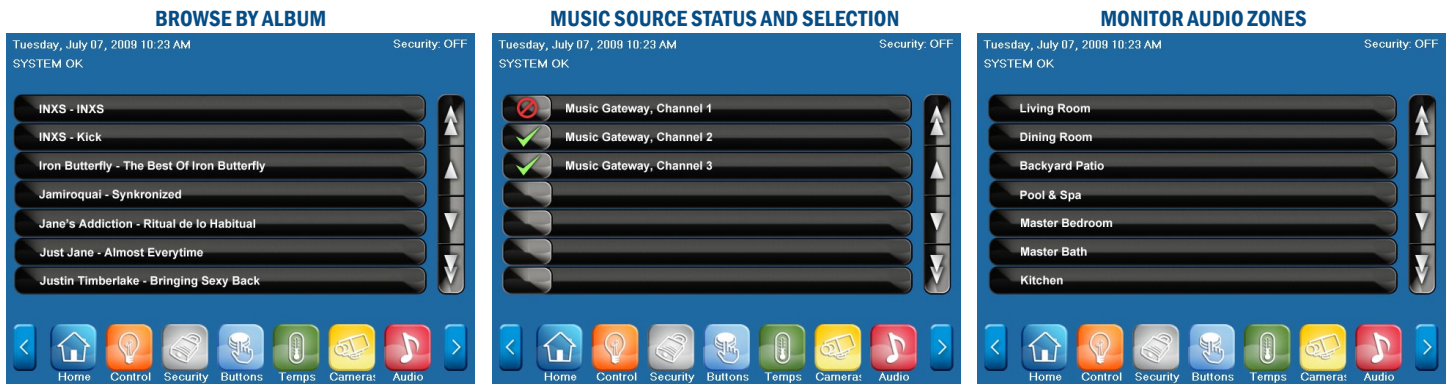 BROWSE BY ALBUM
Tuesday, July 07, 2009 10:23 AM Security: OFF
SYSTEM OK
INXS - INXS
INXS - Kick
Iron Butterfly - The Best Of Iron Butterfly
Jamiroquai - Synkronized
Jane's Addiction - Ritual de lo Habitual
Just Jane - Almost Everytime
Justin Timberlake - Bringing Sexy Back
Home Control Security Buttons Temps Cameras Audio
MUSIC SOURCE STATUS AND SELECTION
Tuesday, July 07, 2009 10:23 AM Security: OFF
SYSTEM OK
Music Gateway, Channel 1
Music Gateway, Channel 2
Music Gateway, Channel 3
Home Control Security Buttons Temps Cameras Audio
MONITOR AUDIO ZONES
Tuesday, July 07, 2009 10:23 AM Security: OFF
SYSTEM OK
Living Room
Dining Room
Backyard Patio
Pool & Spa
Master Bedroom
Master Bath
Kitchen
Home Control Security Buttons Temps Cameras Audio